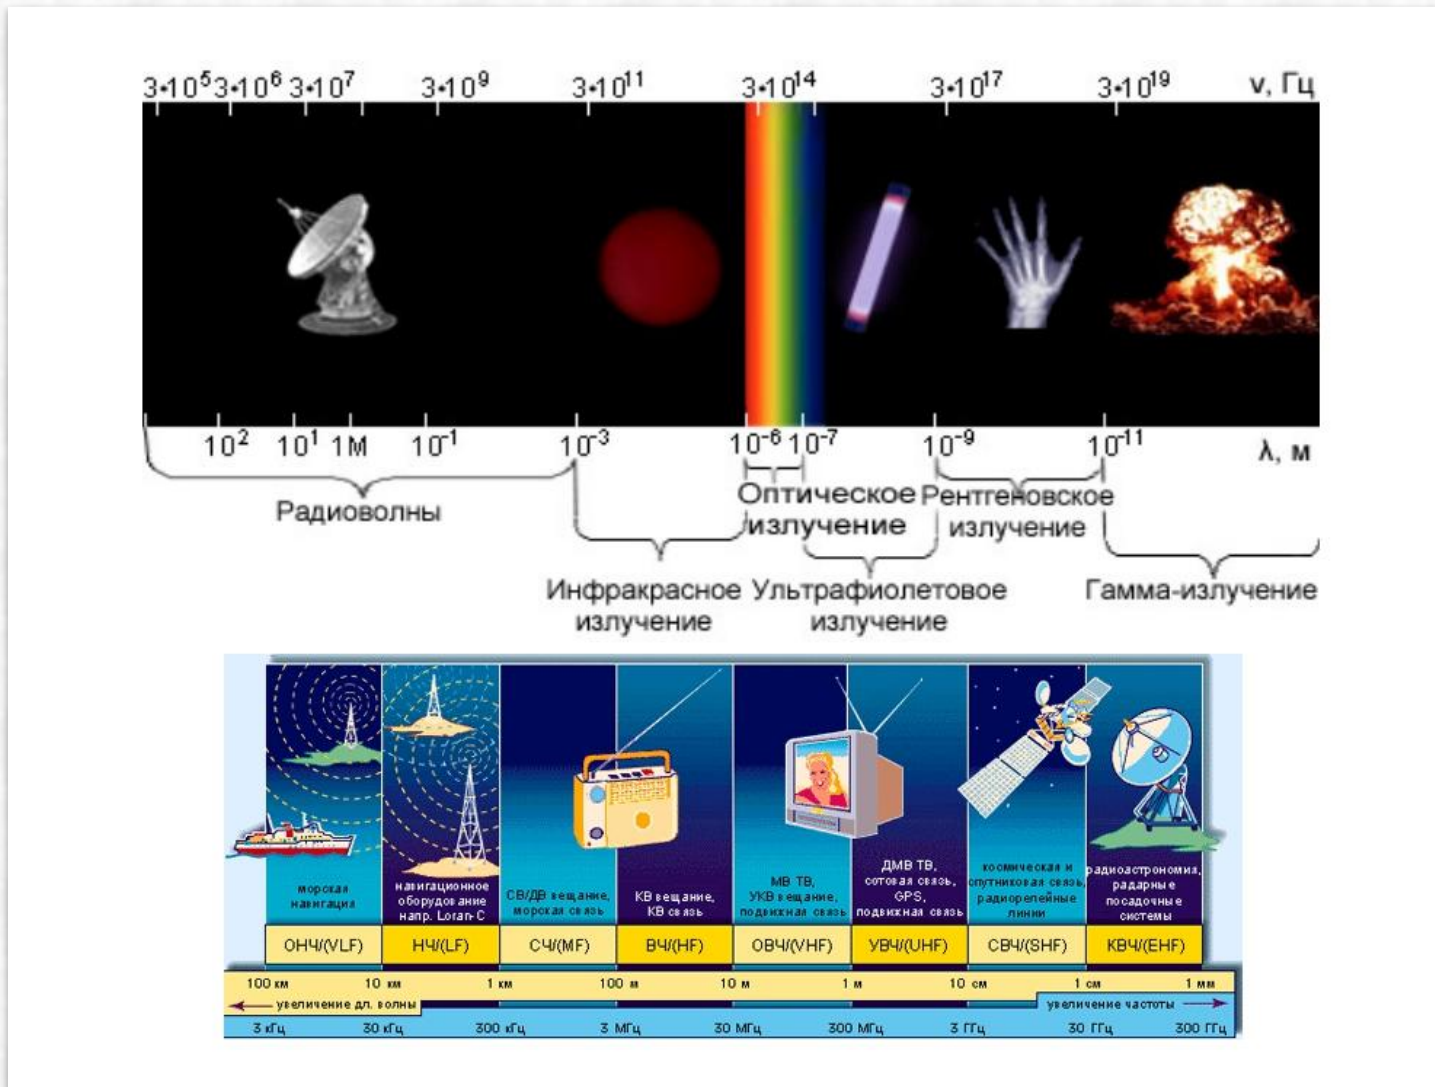 3•10⁵ 3•10⁶ 3•10⁷ 3•10⁹ 3•10¹¹ 3•10¹⁴ 3•10¹⁷ 3•10¹⁹ ν, Гц
10² 10¹ 1М 10⁻¹ 10⁻³ 10⁻⁶ 10⁻⁷ 10⁻⁹ 10⁻¹¹ λ, м
Радиоволны
Оптическое
излучение
Рентгеновское
излучение
Инфракрасное
излучение
Ультрафиолетовое
излучение
Гамма-излучение
морская
навигация
навигационное
оборудование
напр. Loran-C
СВ/ДВ вещание,
морская связь
КВ вещание,
КВ связь
МВ ТВ,
УКВ вещание,
подвижная связь
ДМВ ТВ,
сотовая связь,
GPS,
подвижная связь
космическая и
спутниковая связь,
радиорелейные
линии
радиоастрономия,
радарные
посадочные
системы
ОНЧ/(VLF) НЧ/(LF) СЧ/(MF) ВЧ/(HF) ОВЧ/(VHF) УВЧ/(UHF) СВЧ/(SHF) КВЧ/(EHF)
100 км 10 км 1 км 100 м 10 м 1 м 10 см 1 см 1 мм
увеличение дл. волны увеличение частоты
3 кГц 30 кГц 300 кГц 3 МГц 30 МГц 300 МГц 3 ГГц 30 ГГц 300 ГГц